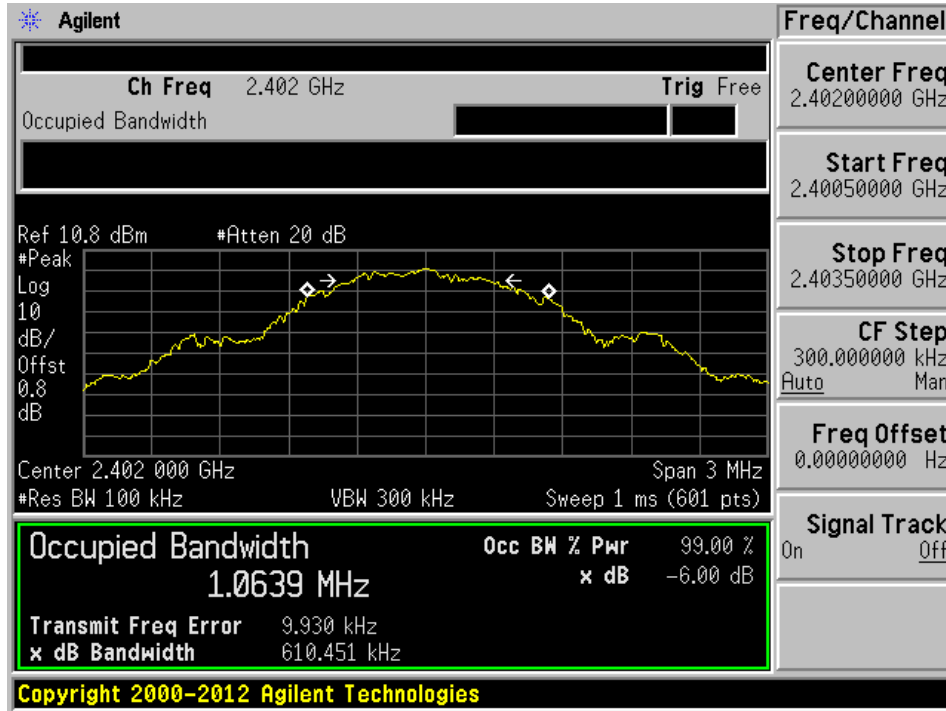 Agilent
Freq/Channel
Ch Freq 2.402 GHz Trig Free
Occupied Bandwidth
Center Freq
2.40200000 GHz
Start Freq
2.40050000 GHz
Stop Freq
2.40350000 GHz
CF Step
300.000000 kHz
Auto Man
Freq Offset
0.00000000 Hz
Signal Track
On Off
Ref 10.8 dBm #Atten 20 dB
#Peak
Log
10
dB/
Offst
0.8
dB
Center 2.402 000 GHz Span 3 MHz
#Res BW 100 kHz VBW 300 kHz Sweep 1 ms (601 pts)
Occupied Bandwidth Occ BW % Pwr 99.00 %
1.0639 MHz x dB -6.00 dB
Transmit Freq Error 9.930 kHz
x dB Bandwidth 610.451 kHz
Copyright 2000-2012 Agilent Technologies